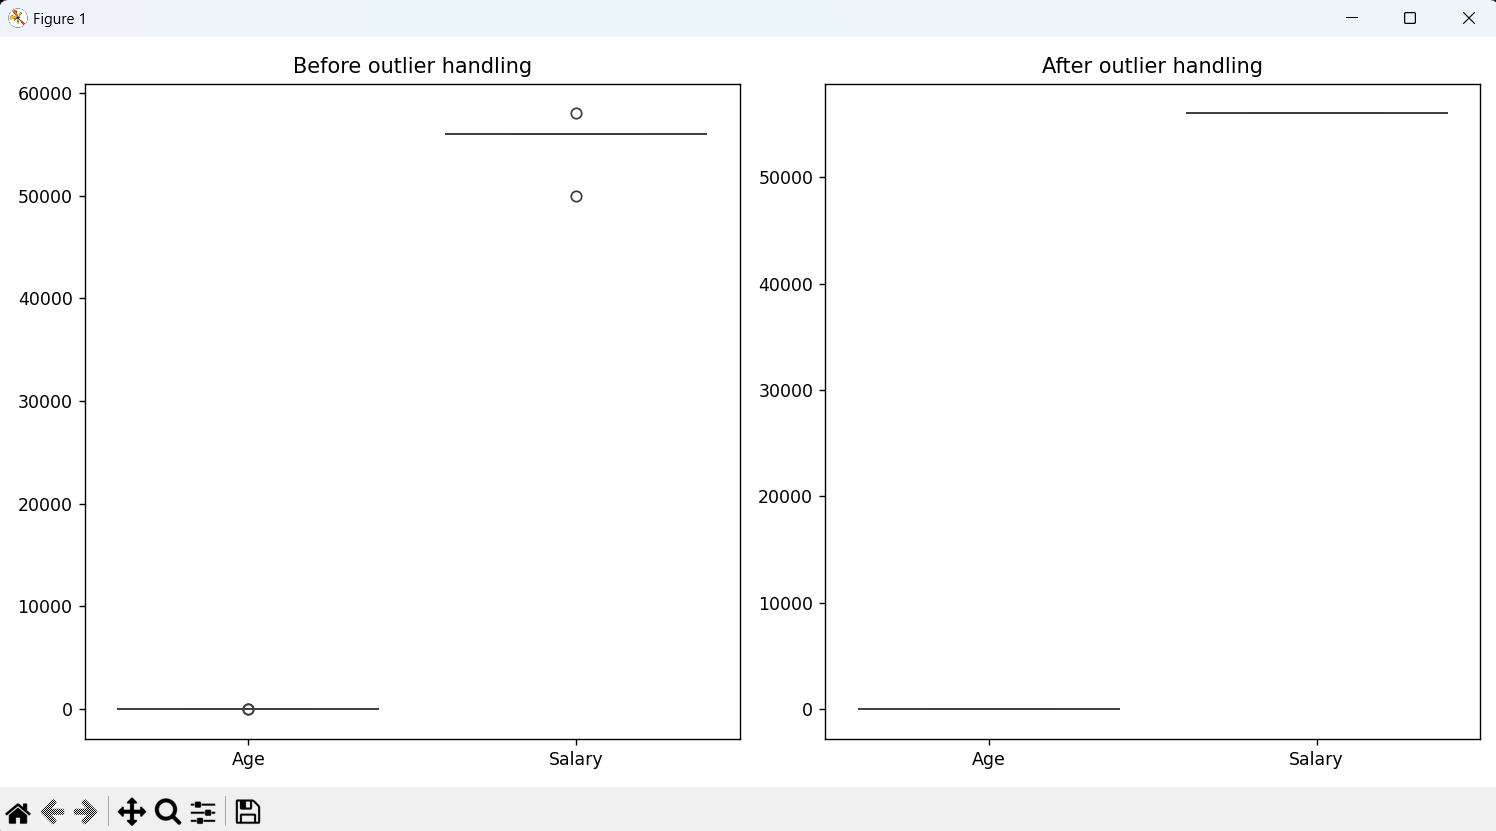 Figure 1
Before outlier handling
60000
50000
40000
30000
20000
10000
0
Age Salary
After outlier handling
50000
40000
30000
20000
10000
0
Age Salary